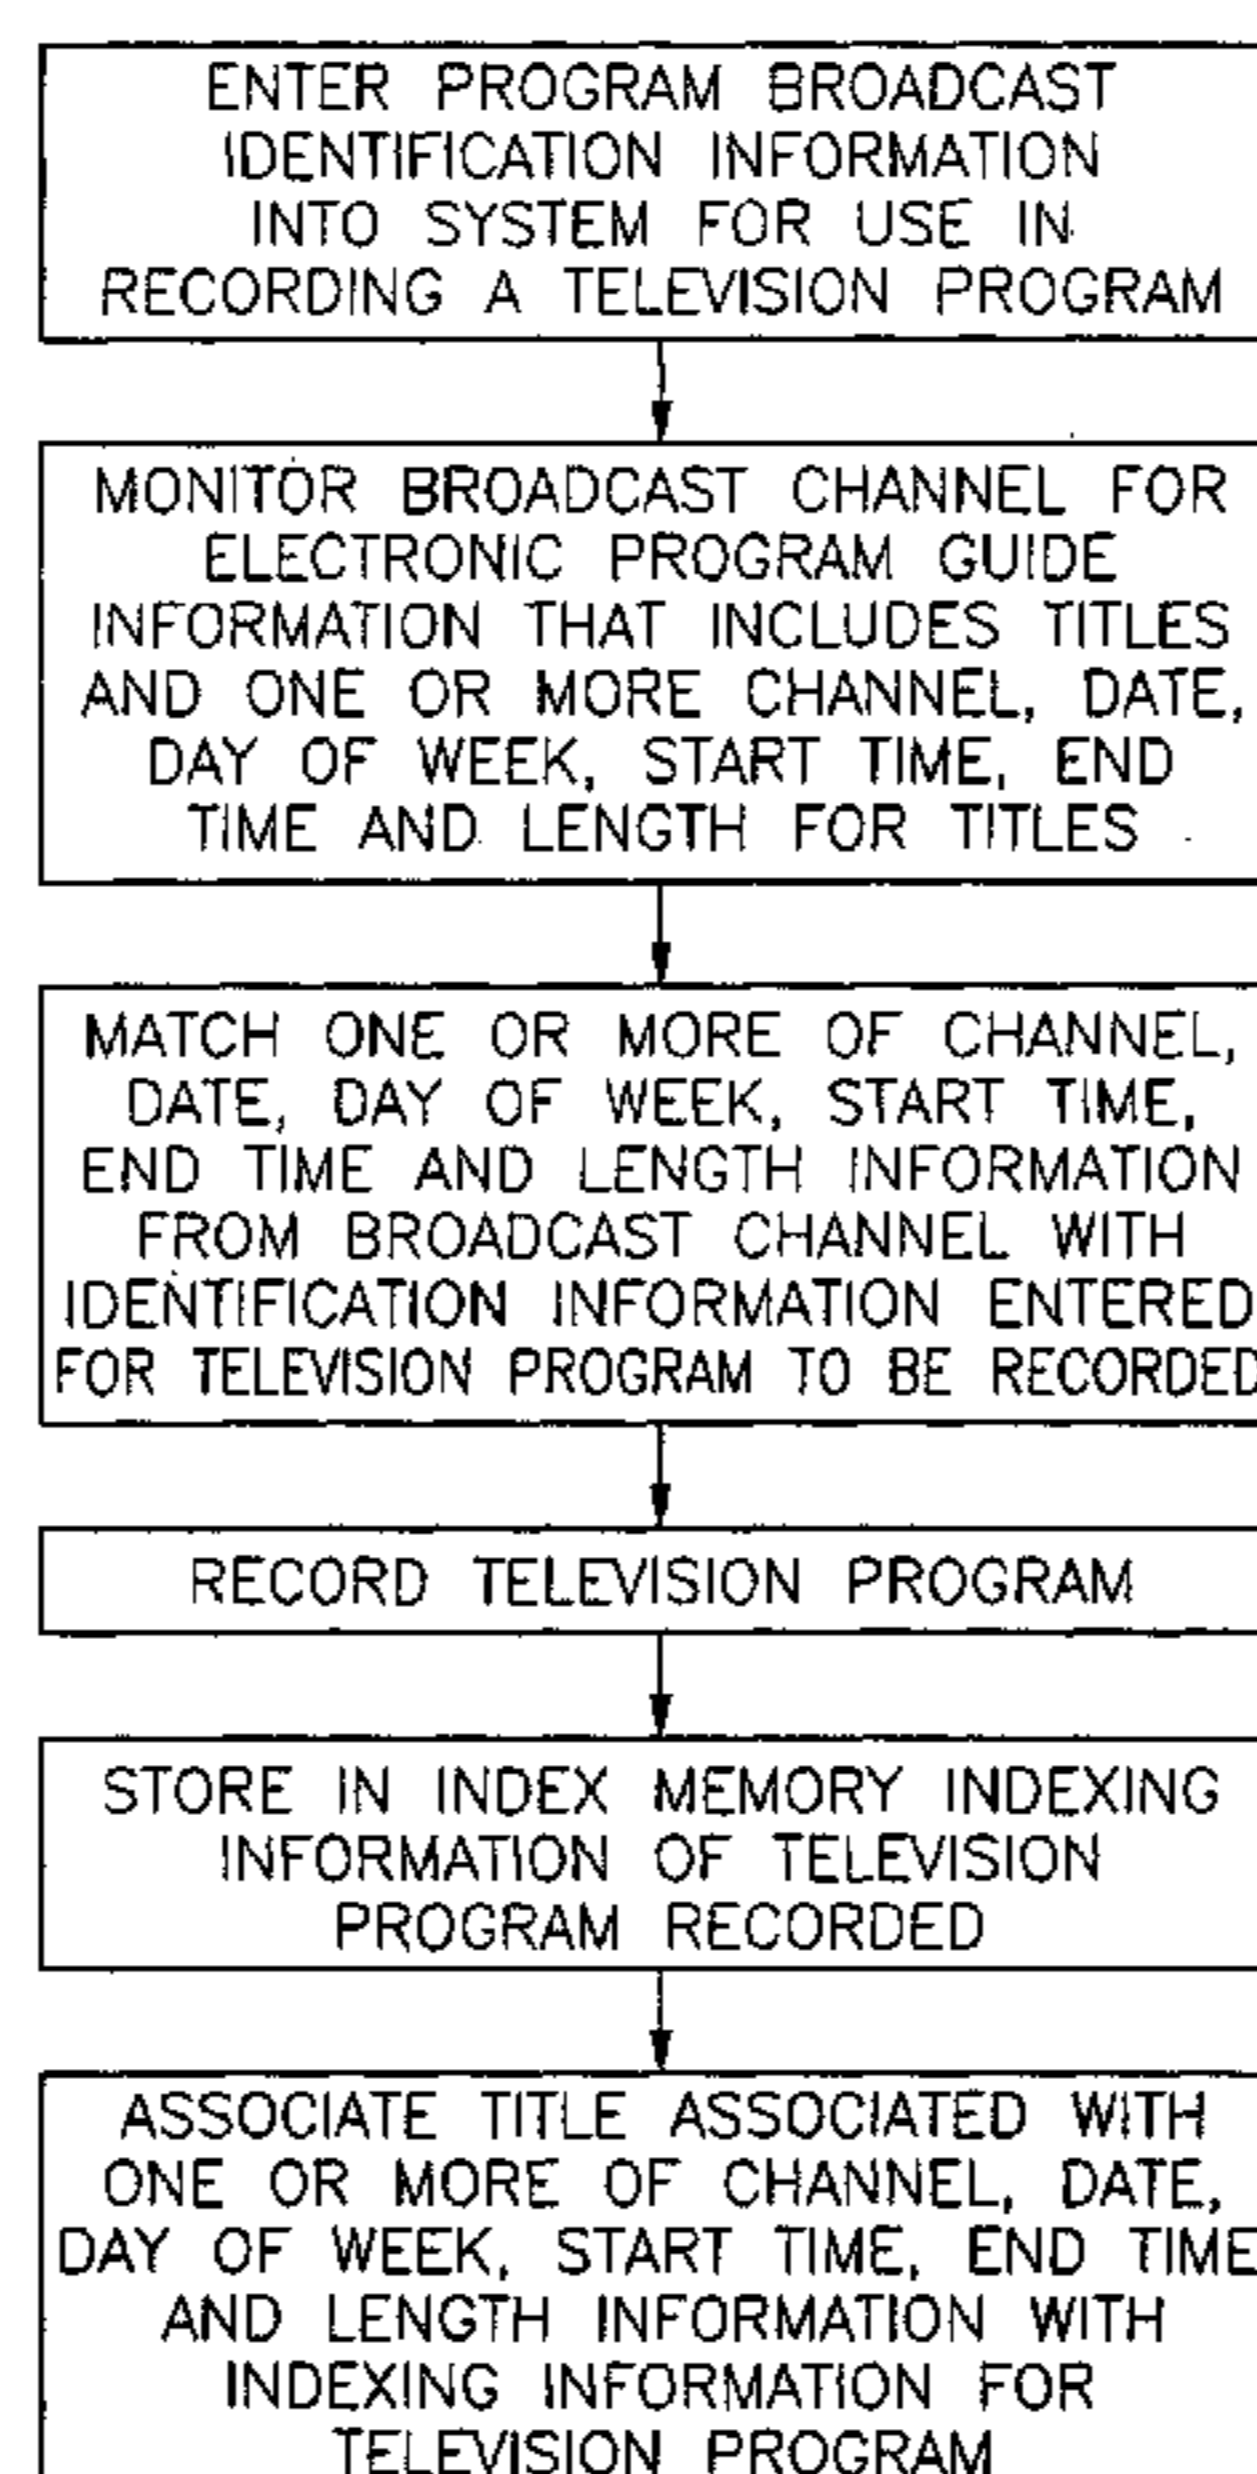 ENTER PROGRAM BROADCAST
IDENTIFICATION INFORMATION
INTO SYSTEM FOR USE IN
RECORDING A TELEVISION PROGRAM
MONITOR BROADCAST CHANNEL FOR
ELECTRONIC PROGRAM GUIDE
INFORMATION THAT INCLUDES TITLES
AND ONE OR MORE CHANNEL, DATE,
DAY OF WEEK, START TIME, END
TIME AND LENGTH FOR TITLES
MATCH ONE OR MORE OF CHANNEL,
DATE, DAY OF WEEK, START TIME,
END TIME AND LENGTH INFORMATION
FROM BROADCAST CHANNEL WITH
IDENTIFICATION INFORMATION ENTERED
FOR TELEVISION PROGRAM TO BE RECORDED
RECORD TELEVISION PROGRAM
STORE IN INDEX MEMORY INDEXING
INFORMATION OF TELEVISION
PROGRAM RECORDED
ASSOCIATE TITLE ASSOCIATED WITH
ONE OR MORE OF CHANNEL, DATE,
DAY OF WEEK, START TIME, END TIME
AND LENGTH INFORMATION WITH
INDEXING INFORMATION FOR
TELEVISION PROGRAM